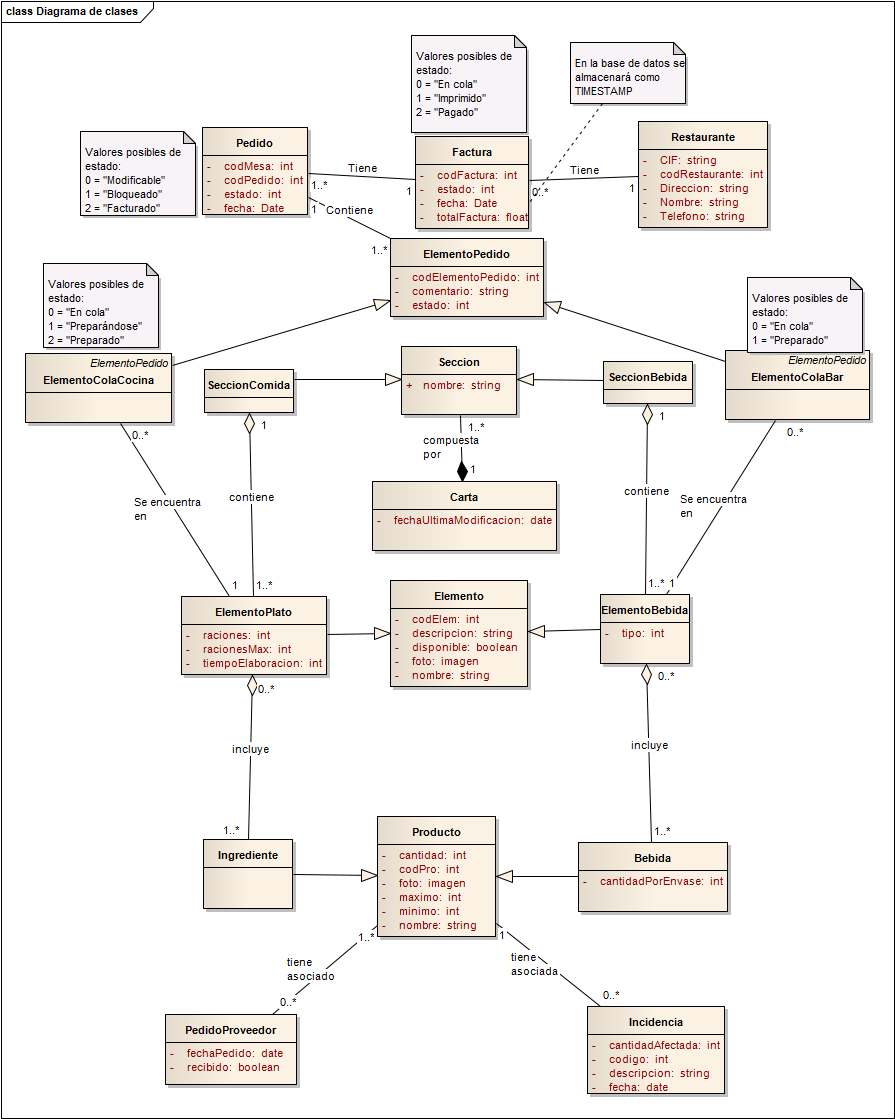 class Diagrama de clases
Valores posibles de
estado:
0 = "En cola"
1 = "Imprimido"
2 = "Pagado"
En la base de datos se
almacenará como
TIMESTAMP
Valores posibles de
estado:
0 = "Modificable"
1 = "Bloqueado"
2 = "Facturado"
Pedido
- codMesa: int
- codPedido: int
- estado: int
- fecha: Date
Tiene
1..*
1
Factura
- codFactura: int
- estado: int
- fecha: Date
- totalFactura: float
Tiene
0..*
1
Restaurante
- CIF: string
- codRestaurante: int
- Direccion: string
- Nombre: string
- Telefono: string
1
Contiene
1..*
ElementoPedido
- codElementoPedido: int
- comentario: string
- estado: int
Valores posibles de
estado:
0 = "En cola"
1 = "Preparándose"
2 = "Preparado"
Valores posibles de
estado:
0 = "En cola"
1 = "Preparado"
ElementoPedido
ElementoColaCocina
SeccionComida
Seccion
+ nombre: string
SeccionBebida
ElementoPedido
ElementoColaBar
0..*
1
1..*
compuesta
por
1
1
0..*
Carta
- fechaUltimaModificacion: date
Se encuentra
en
contiene
contiene
Se encuentra
en
1
1..*
1..*
1
ElementoPlato
- raciones: int
- racionesMax: int
- tiempoElaboracion: int
Elemento
- codElem: int
- descripcion: string
- disponible: boolean
- foto: imagen
- nombre: string
ElementoBebida
- tipo: int
0..*
incluye
1..*
0..*
incluye
1..*
Ingrediente
Producto
- cantidad: int
- codPro: int
- foto: imagen
- maximo: int
- minimo: int
- nombre: string
Bebida
- cantidadPorEnvase: int
1..*
tiene
asociado
0..*
1
tiene
asociada
0..*
PedidoProveedor
- fechaPedido: date
- recibido: boolean
Incidencia
- cantidadAfectada: int
- codigo: int
- descripcion: string
- fecha: date